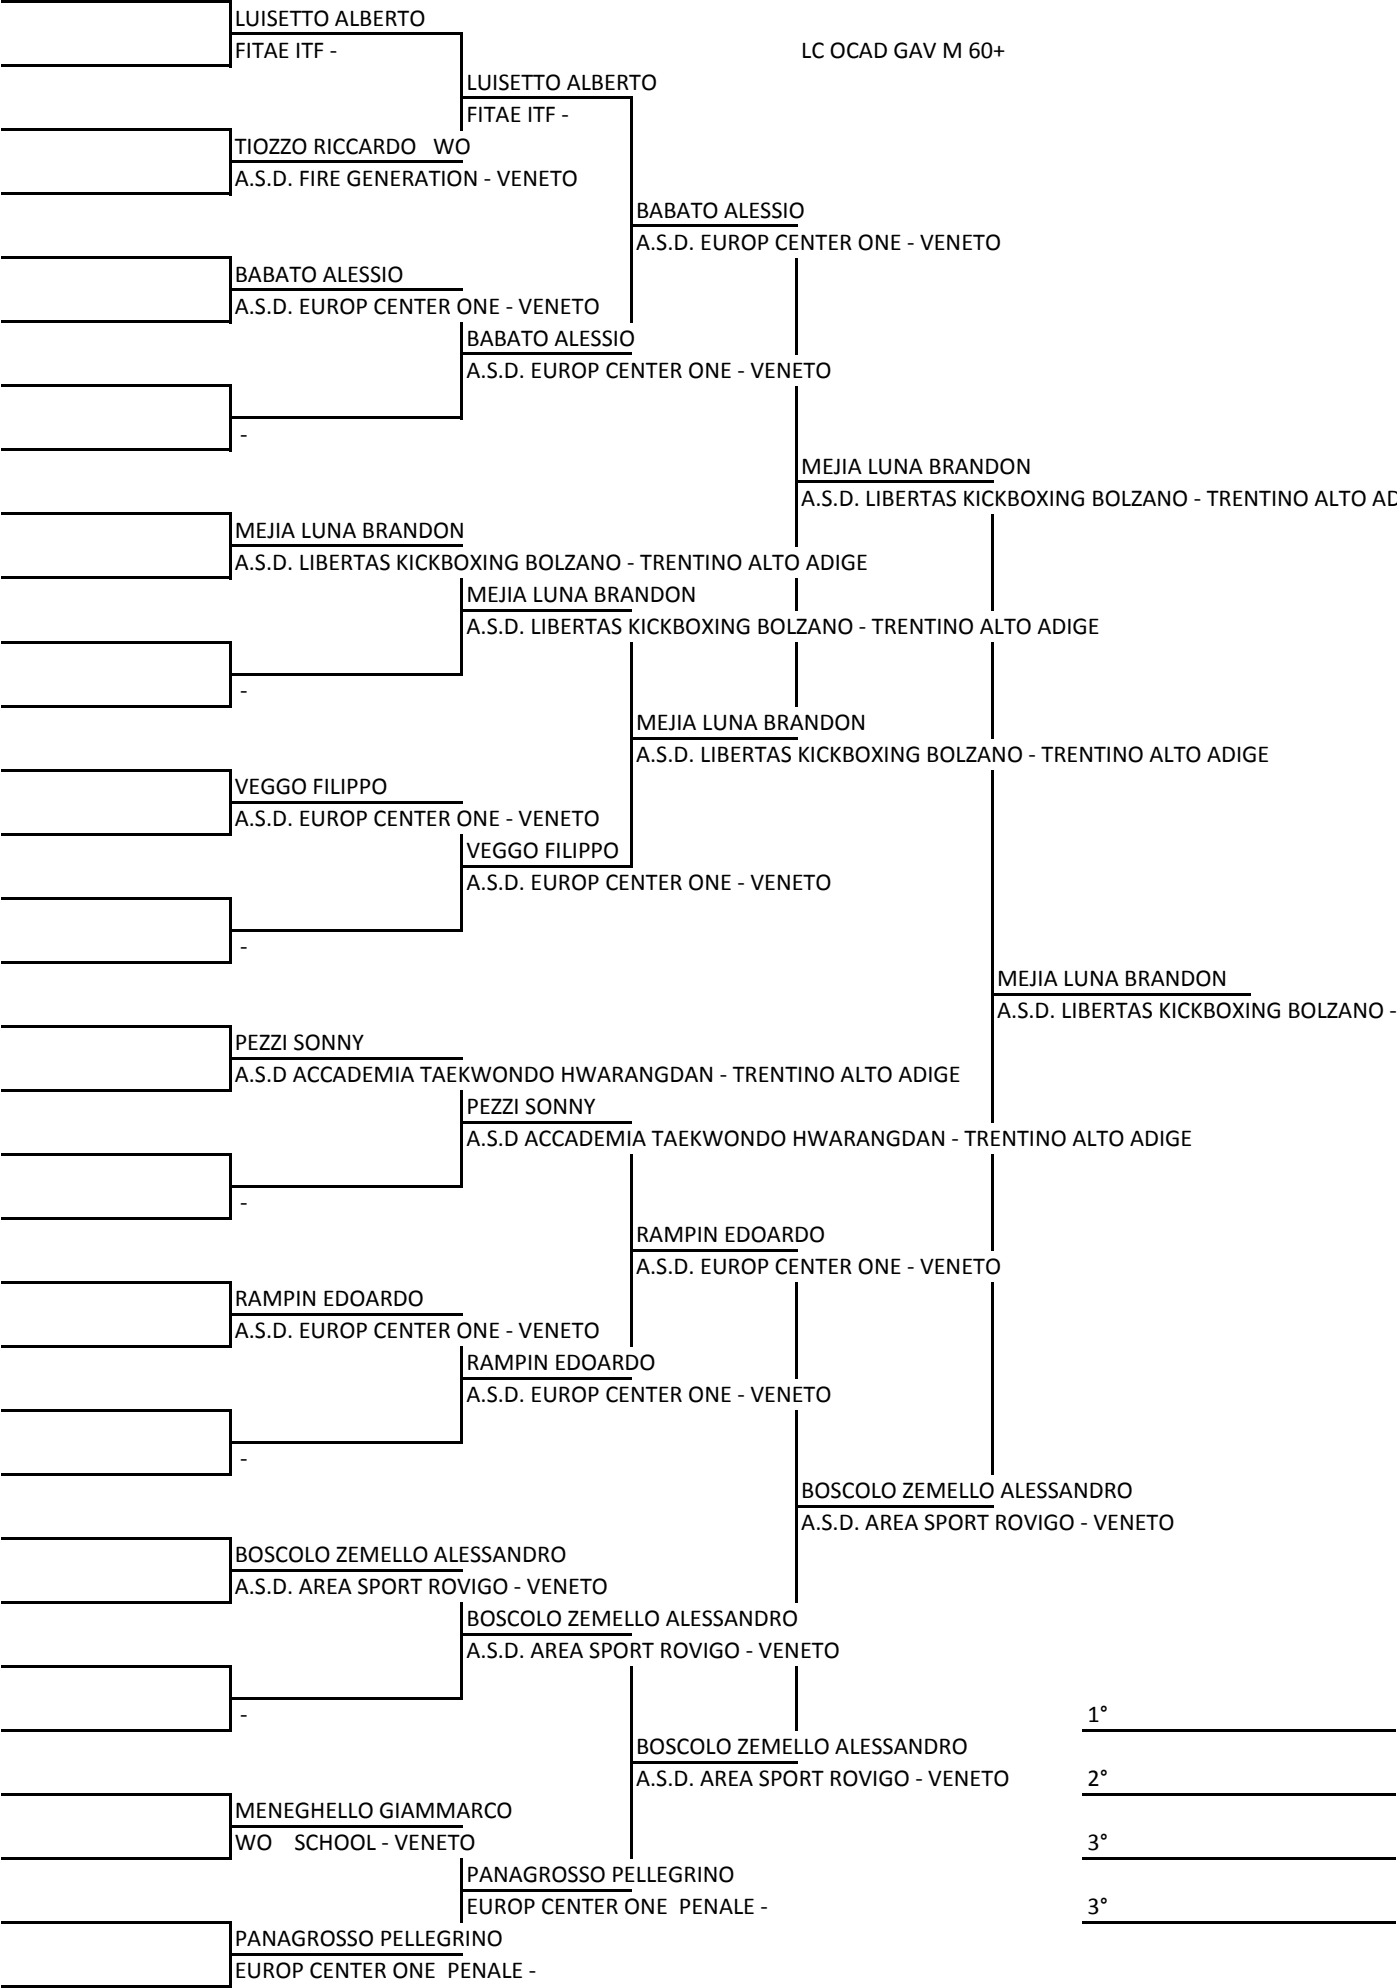 LUISETTO ALBERTO
FITAE ITF -
LC OCAD GAV M 60+
LUISETTO ALBERTO
FITAE ITF -
TIOZZO RICCARDO   WO
A.S.D. FIRE GENERATION - VENETO
BABATO ALESSIO
A.S.D. EUROP CENTER ONE - VENETO
BABATO ALESSIO
A.S.D. EUROP CENTER ONE - VENETO
BABATO ALESSIO
A.S.D. EUROP CENTER ONE - VENETO
-
MEJIA LUNA BRANDON
A.S.D. LIBERTAS KICKBOXING BOLZANO - TRENTINO ALTO AD
MEJIA LUNA BRANDON
A.S.D. LIBERTAS KICKBOXING BOLZANO - TRENTINO ALTO ADIGE
MEJIA LUNA BRANDON
A.S.D. LIBERTAS KICKBOXING BOLZANO - TRENTINO ALTO ADIGE
-
MEJIA LUNA BRANDON
A.S.D. LIBERTAS KICKBOXING BOLZANO - TRENTINO ALTO ADIGE
VEGGO FILIPPO
A.S.D. EUROP CENTER ONE - VENETO
VEGGO FILIPPO
A.S.D. EUROP CENTER ONE - VENETO
-
MEJIA LUNA BRANDON
A.S.D. LIBERTAS KICKBOXING BOLZANO -
PEZZI SONNY
A.S.D ACCADEMIA TAEKWONDO HWARANGDAN - TRENTINO ALTO ADIGE
PEZZI SONNY
A.S.D ACCADEMIA TAEKWONDO HWARANGDAN - TRENTINO ALTO ADIGE
-
RAMPIN EDOARDO
A.S.D. EUROP CENTER ONE - VENETO
RAMPIN EDOARDO
A.S.D. EUROP CENTER ONE - VENETO
RAMPIN EDOARDO
A.S.D. EUROP CENTER ONE - VENETO
-
BOSCOLO ZEMELLO ALESSANDRO
A.S.D. AREA SPORT ROVIGO - VENETO
BOSCOLO ZEMELLO ALESSANDRO
A.S.D. AREA SPORT ROVIGO - VENETO
BOSCOLO ZEMELLO ALESSANDRO
A.S.D. AREA SPORT ROVIGO - VENETO
-
1°
BOSCOLO ZEMELLO ALESSANDRO
A.S.D. AREA SPORT ROVIGO - VENETO
2°
MENEGHELLO GIAMMARCO
WO   SCHOOL - VENETO
3°
PANAGROSSO PELLEGRINO
EUROP CENTER ONE  PENALE -
3°
PANAGROSSO PELLEGRINO
EUROP CENTER ONE  PENALE -